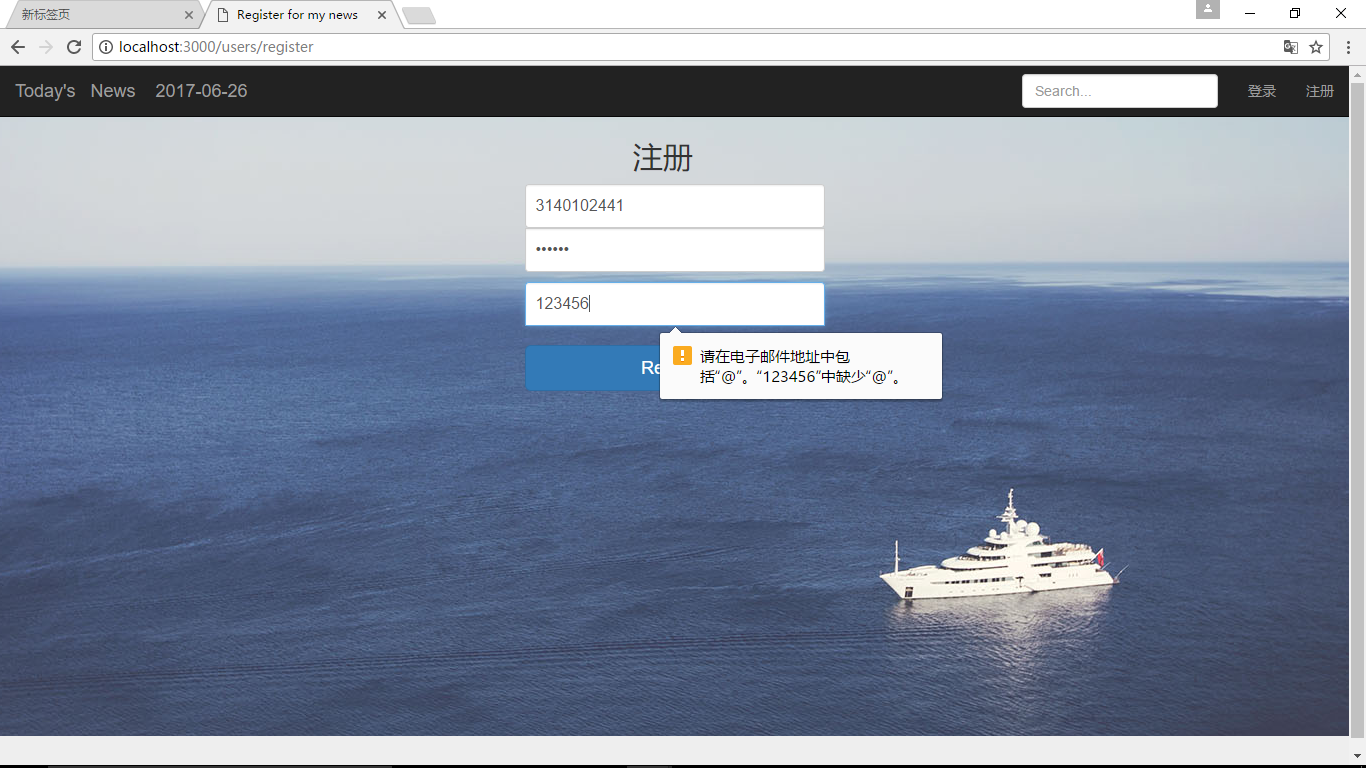 新标签页
Register for my news
localhost:3000/users/register
Today's News 2017-06-26
Search...
登录
注册
注册
3140102441
••••••
123456
Re
请在电子邮件地址中包
括“@”。“123456”中缺少“@”。